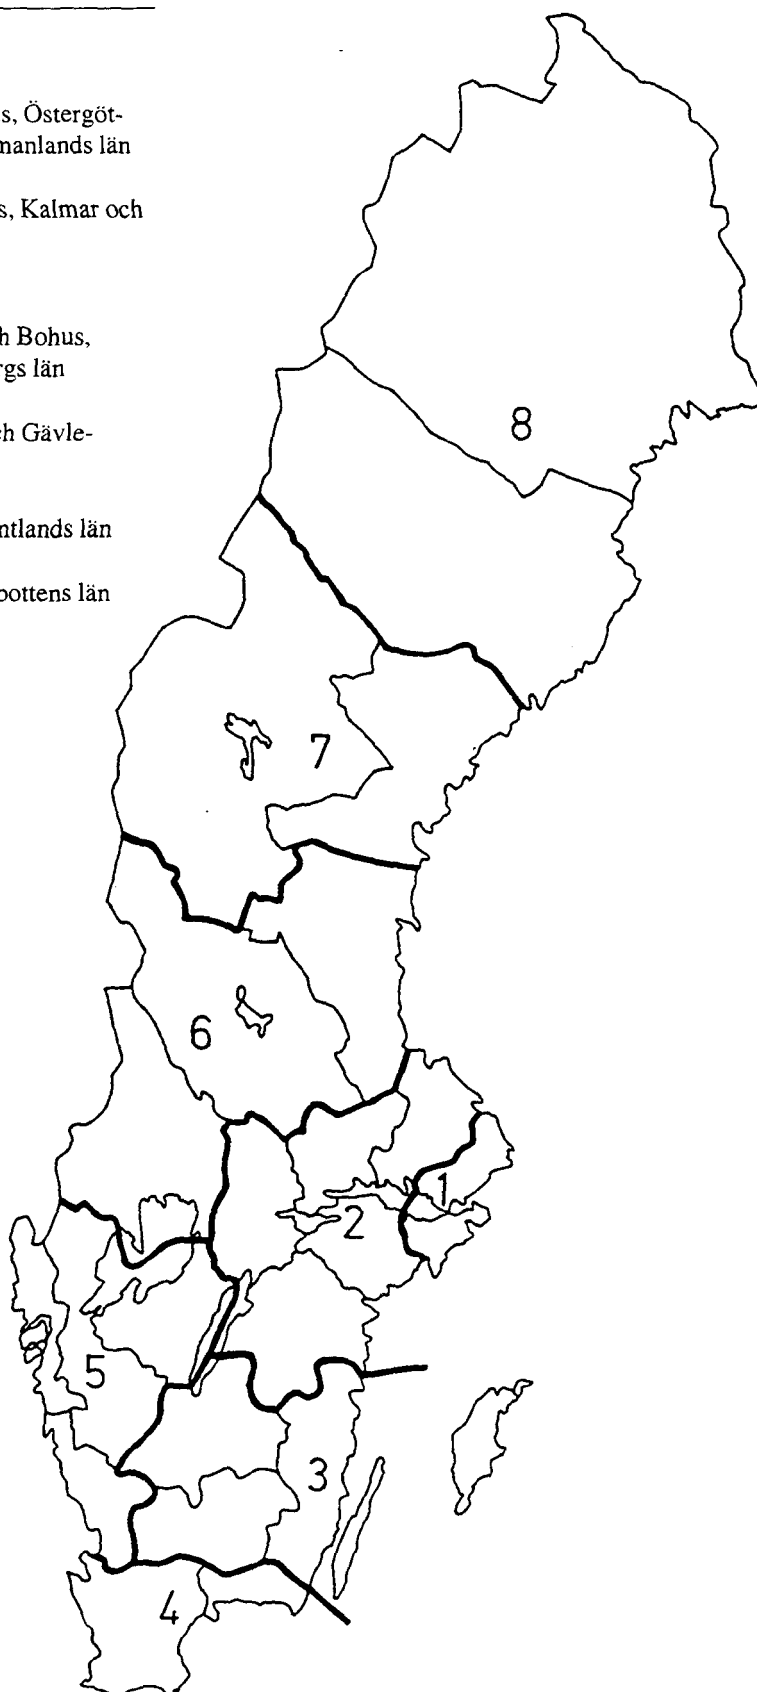 s, Östergöt-
manlands län
s, Kalmar och
h Bohus,
rgs län
ch Gävle-
ntlands län
bottens län
8
7
6
1
2
5
3
4